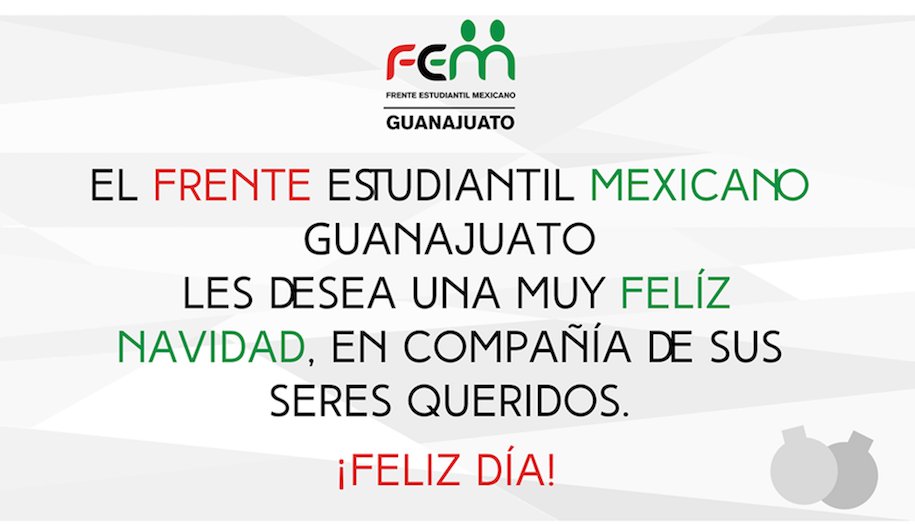 FEM
FRENTE ESTUDIANTIL MEXICANO
GUANAJUATO
EL FRENTE ESTUDIANTIL MEXICANO
GUANAJUATO
LES DESEA UNA MUY FELÍZ
NAVIDAD, EN COMPAÑÍA DE SUS
SERES QUERIDOS.
¡FELIZ DÍA!